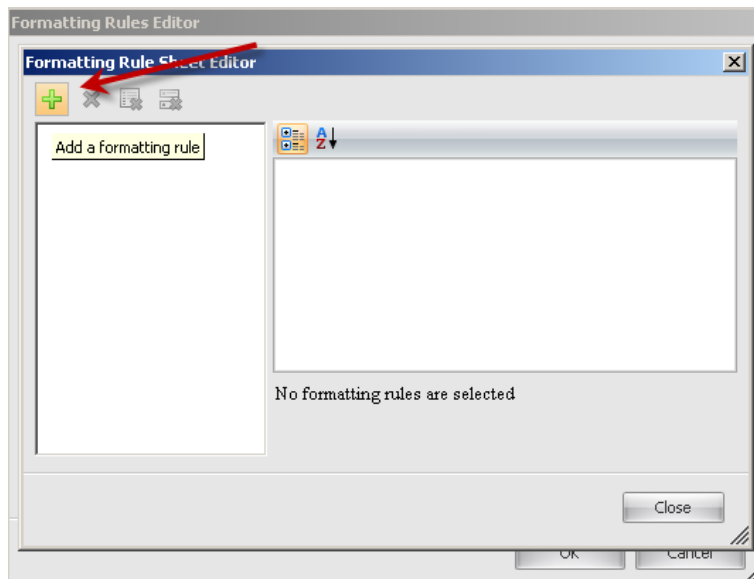 Formatting Rules Editor
Formatting Rule Sheet Editor
Add a formatting rule
A
Z
No formatting rules are selected
Close
OK
Cancel